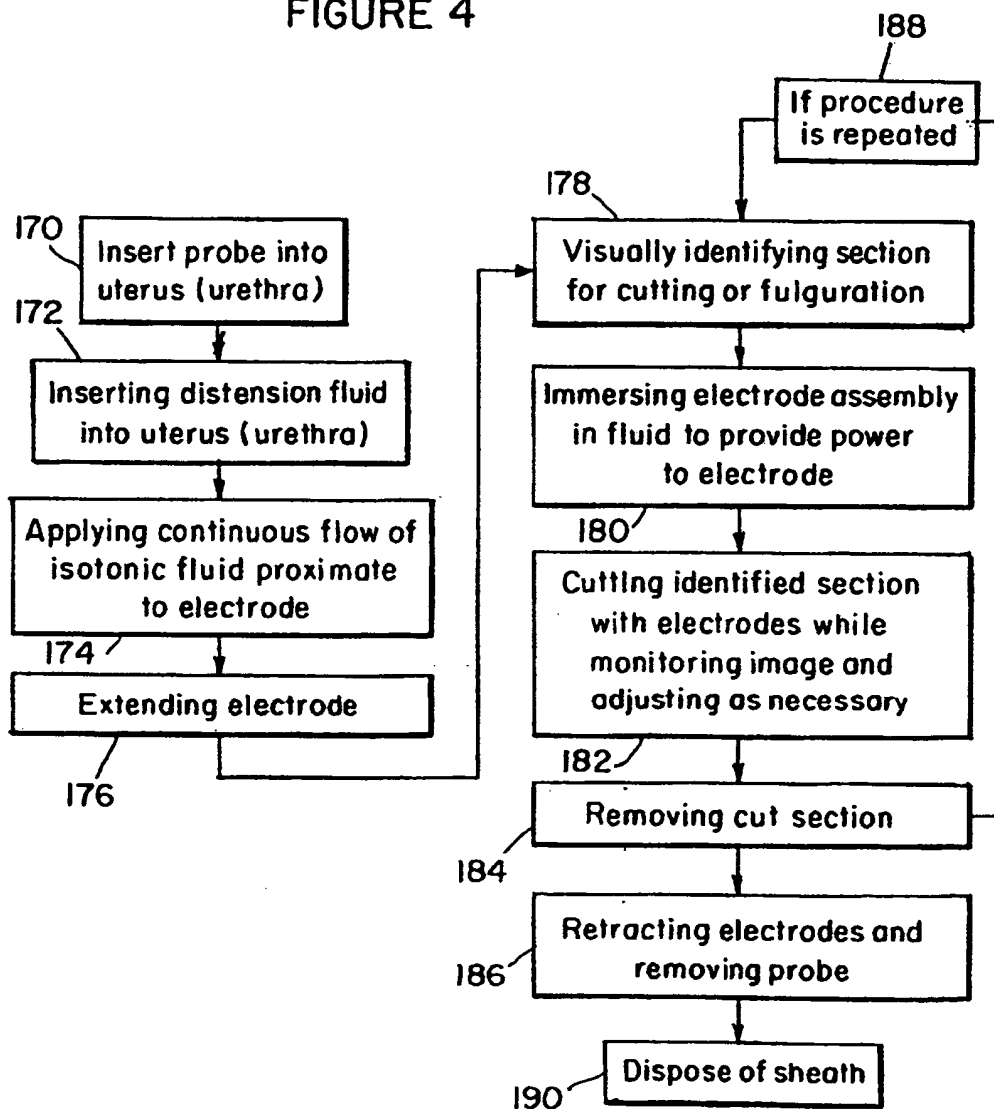 FIGURE 4
170
Insert probe into
uterus (urethra)
172
Inserting distension fluid
into uterus (urethra)
Applying continuous flow of
isotonic fluid proximate
to electrode
174
Extending electrode
176
188
If procedure
is repeated
178
Visually identifying section
for cutting or fulguration
Immersing electrode assembly
in fluid to provide power
to electrode
180
Cutting identified section
with electrodes while
monitoring image and
adjusting as necessary
182
Removing cut section
184
Retracting electrodes and
removing probe
186
Dispose of sheath
190